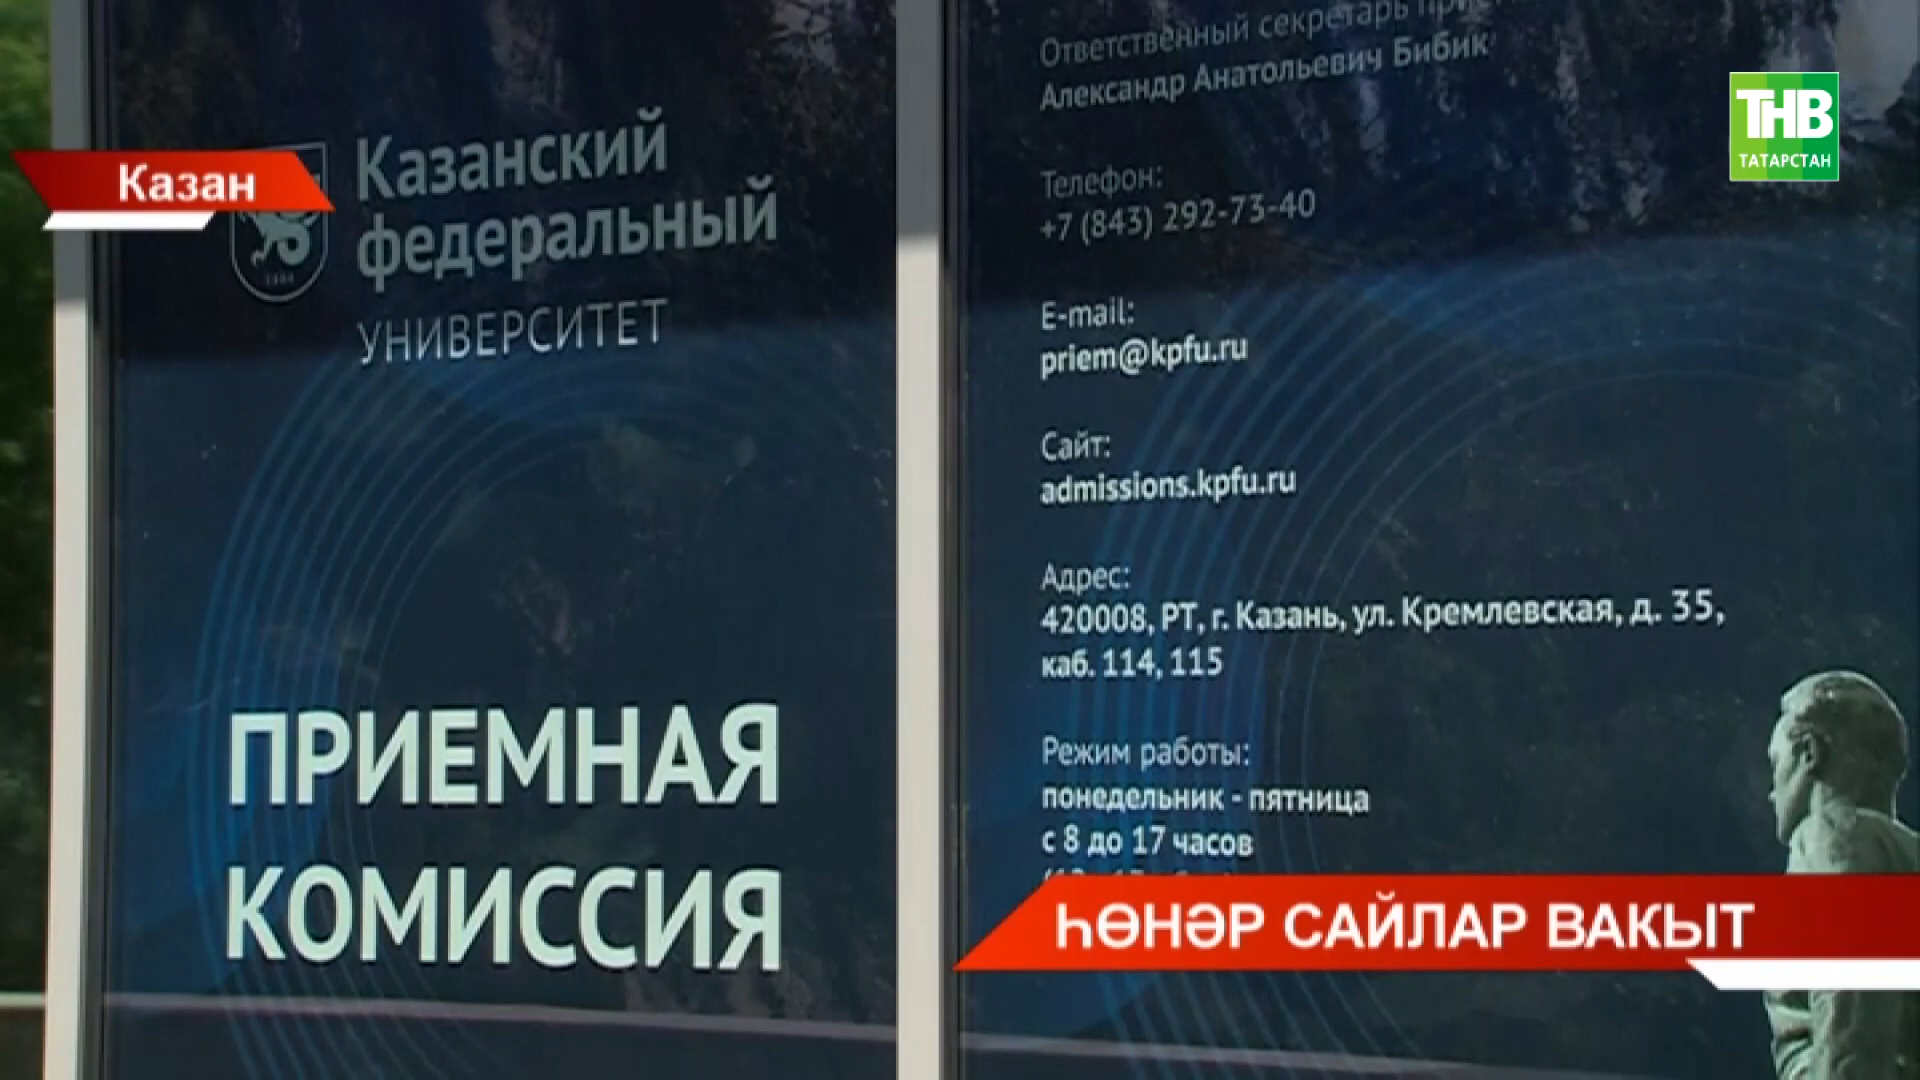 Казан
Казанский
федеральный
УНИВЕРСИТЕТ
ПРИЕМНАЯ
КОМИССИЯ
Ответственный секретарь
Александр Анатольевич Бибик
Телефон:
+7 (843) 292-73-40
E-mail:
priem@kpfu.ru
Сайт:
admissions.kpfu.ru
Адрес:
420008, РТ, г. Казань, ул. Кремлевская, д. 35,
каб. 114, 115
Режим работы:
понедельник - пятница
с 8 до 17 часов
ТНВ
ТАТАРСТАН
ҺӨНӘР САЙЛАР ВАКЫТ